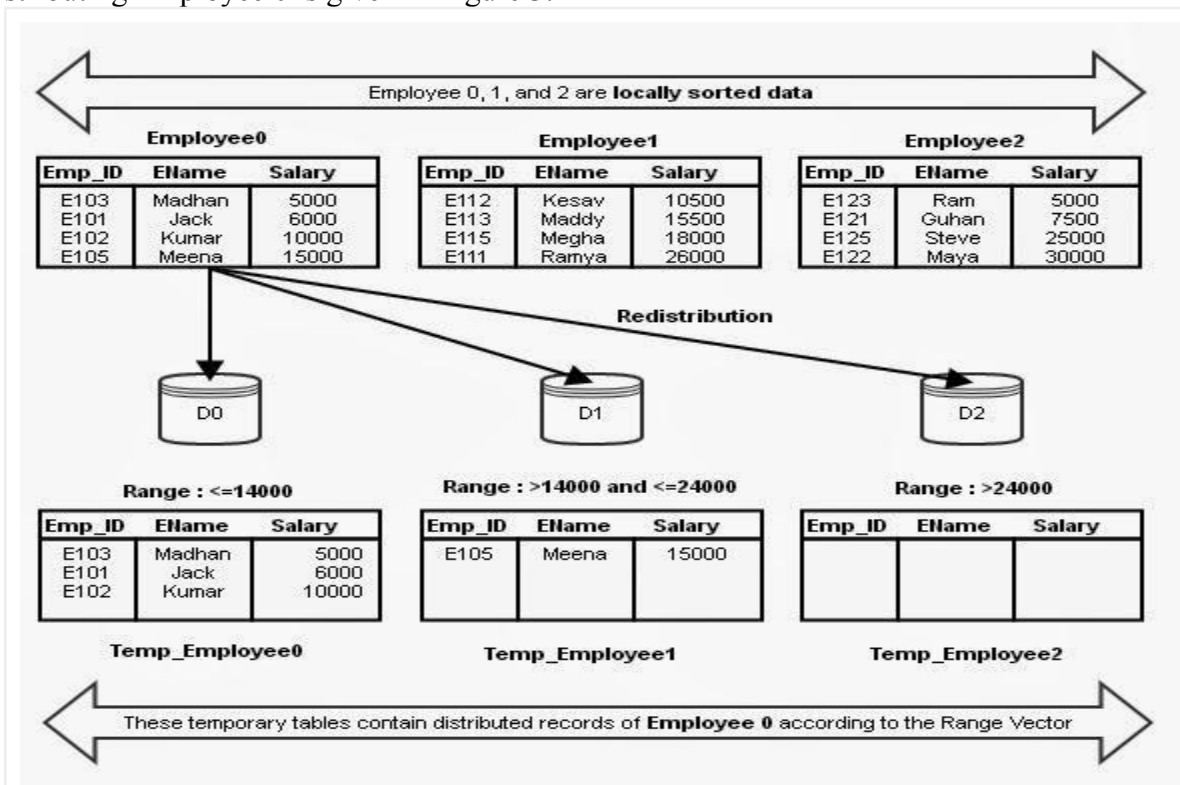 Employee 0, 1, and 2 are locally sorted data
Employee0 Employee1 Employee2
Emp_ID EName Salary Emp_ID EName Salary Emp_ID EName Salary
E103 Madhan 5000 E112 Kesav 10500 E123 Ram 5000
E101 Jack 6000 E113 Maddy 15500 E121 Guhan 7500
E102 Kumar 10000 E115 Megha 18000 E125 Steve 25000
E105 Meena 15000 E111 Ramya 26000 E122 Maya 30000
Redistribution
D0 D1 D2
Range : <=14000 Range : >14000 and <=24000 Range : >24000
Emp_ID EName Salary Emp_ID EName Salary Emp_ID EName Salary
E103 Madhan 5000 E105 Meena 15000
E101 Jack 6000
E102 Kumar 10000
Temp_Employee0 Temp_Employee1 Temp_Employee2
These temporary tables contain distributed records of Employee 0 according to the Range Vector